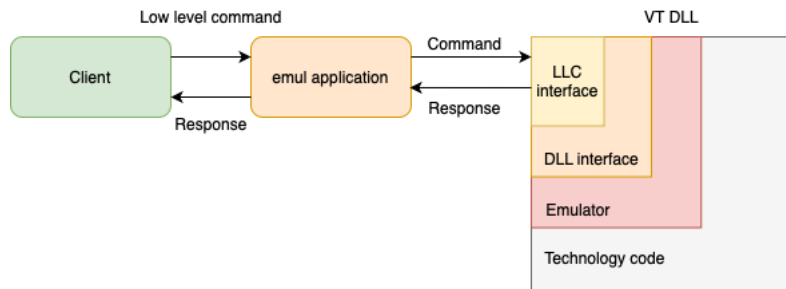 Low level command
VT DLL
Client
emul application
Command
Response
Response
LLC
interface
DLL interface
Emulator
Technology code